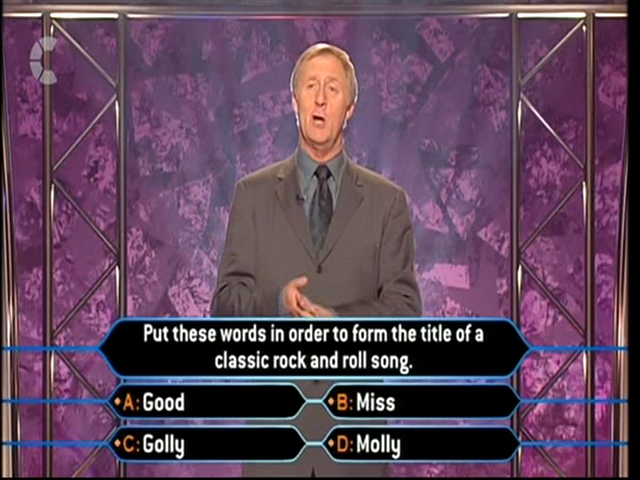 Put these words in order to form the title of a
classic rock and roll song.
A: Good
B: Miss
C: Golly
D: Molly